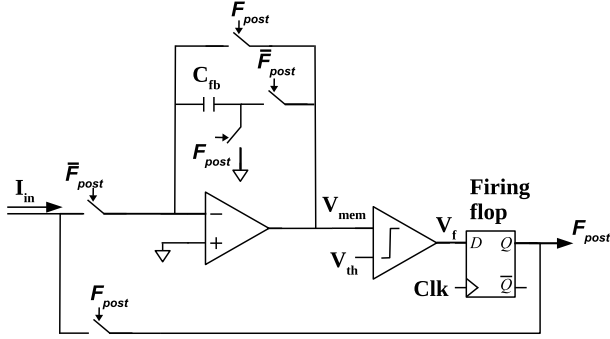 F_post
C_fb
F̅_post
F_post
I_in
F̅_post
−
+
V_mem
V_th
V_f
Firing
flop
D Q
Q̅
Clk
F_post
F_post